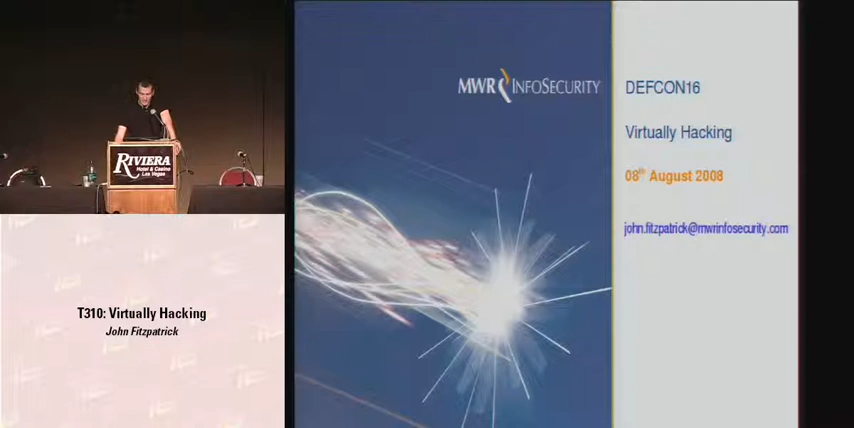 RIVIERA
Hotel & Casino
Las Vegas
T310: Virtually Hacking
John Fitzpatrick
MWR INFOSECURITY
DEFCON16
Virtually Hacking
08th August 2008
john.fitzpatrick@mwrinfosecurity.com